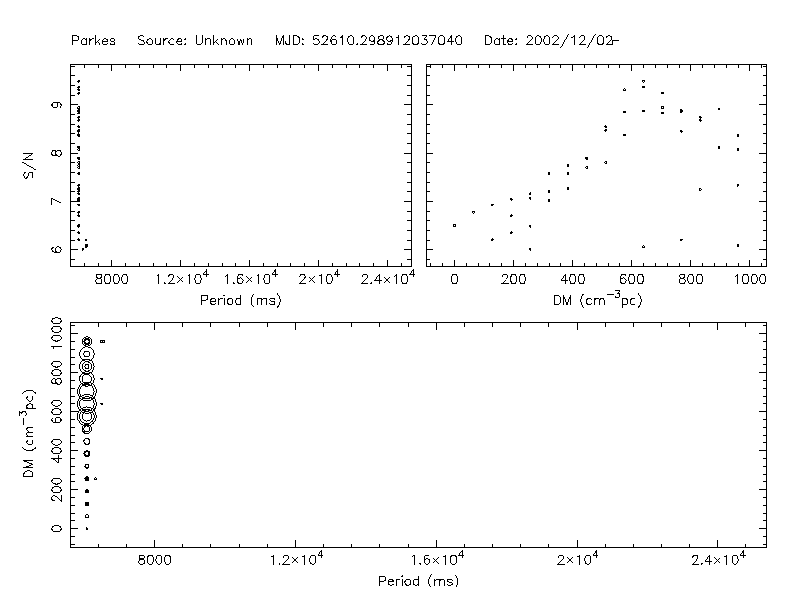 Parkes Source: Unknown MJD: 52610.298912037040 Date: 2002/12/02-
S/N
9
8
7
6
8000 1.2×10⁴ 1.6×10⁴ 2×10⁴ 2.4×10⁴
Period (ms)
0 200 400 600 800 1000
DM (cm⁻³pc)
DM (cm⁻³pc)
1000
800
600
400
200
0
8000 1.2×10⁴ 1.6×10⁴ 2×10⁴ 2.4×10⁴
Period (ms)